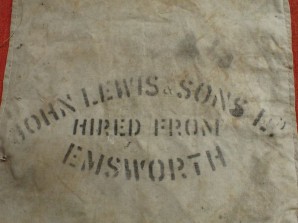 JOHN LEWIS & SONS LD
HIRED FROM
EMSWORTH